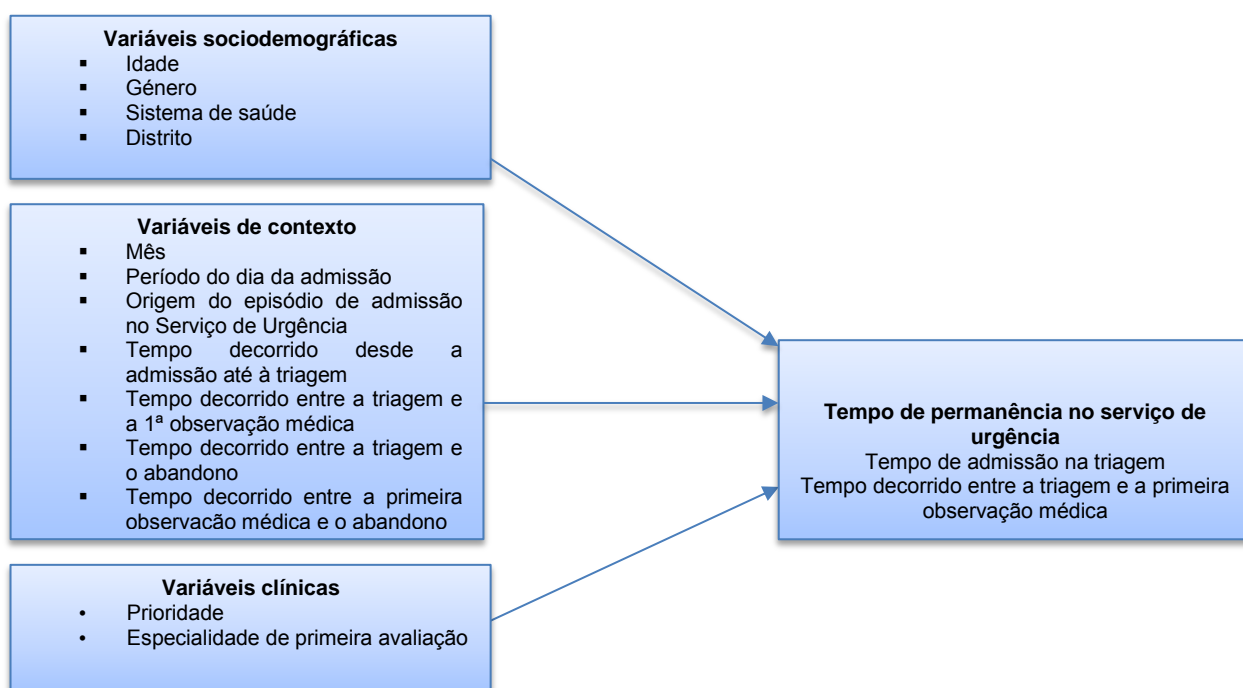 Variáveis sociodemográficas
▪ Idade
▪ Género
▪ Sistema de saúde
▪ Distrito
Variáveis de contexto
▪ Mês
▪ Período do dia da admissão
▪ Origem do episódio de admissão
no Serviço de Urgência
▪ Tempo decorrido desde a
admissão até à triagem
▪ Tempo decorrido entre a triagem e
a 1ª observação médica
▪ Tempo decorrido entre a triagem e
o abandono
▪ Tempo decorrido entre a primeira
observacão médica e o abandono
Variáveis clínicas
• Prioridade
• Especialidade de primeira avaliação
Tempo de permanência no serviço de
urgência
Tempo de admissão na triagem
Tempo decorrido entre a triagem e a primeira
observação médica